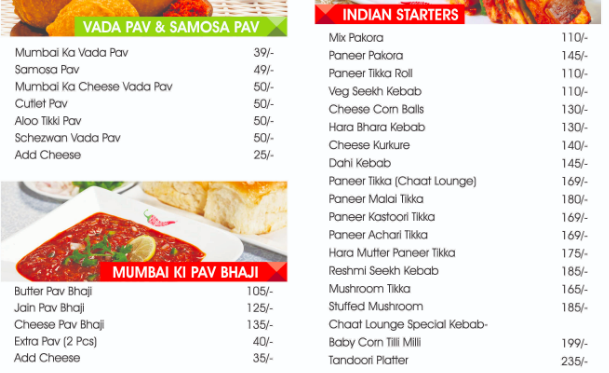 VADA PAV & SAMOSA PAV
Mumbai Ka Vada Pav 39/-
Samosa Pav 49/-
Mumbai Ka Cheese Vada Pav 50/-
Cutlet Pav 50/-
Aloo Tikki Pav 50/-
Schezwan Vada Pav 50/-
Add Cheese 25/-
MUMBAI KI PAV BHAJI
Butter Pav Bhaji 105/-
Jain Pav Bhaji 125/-
Cheese Pav Bhaji 135/-
Extra Pav (2 Pcs) 40/-
Add Cheese 35/-
INDIAN STARTERS
Mix Pakora 110/-
Paneer Pakora 145/-
Paneer Tikka Roll 110/-
Veg Seekh Kebab 110/-
Cheese Corn Balls 130/-
Hara Bhara Kebab 130/-
Cheese Kurkure 140/-
Dahi Kebab 145/-
Paneer Tikka (Chaat Lounge) 169/-
Paneer Malai Tikka 180/-
Paneer Kastoori Tikka 169/-
Paneer Achari Tikka 169/-
Hara Mutter Paneer Tikka 175/-
Reshmi Seekh Kebab 185/-
Mushroom Tikka 165/-
Stuffed Mushroom 185/-
Chaat Lounge Special Kebab-
Baby Corn Tilli Milli 199/-
Tandoori Platter 235/-